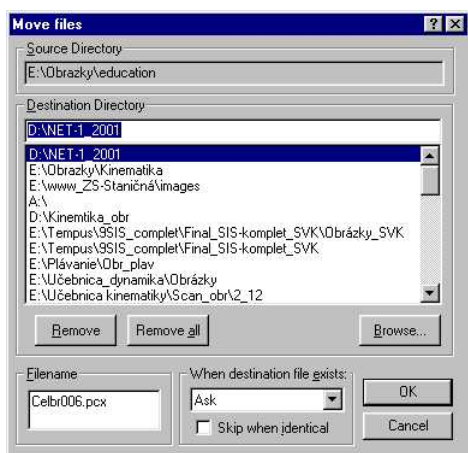 Move files
Source Directory
E:\Obrazky\education
Destination Directory
D:\NET-1_2001
D:\NET-1_2001
E:\Obrazky\Kinematika
E:\www_ZS-Staničná\images
A:\
D:\Kinemtika_obr
E:\Tempus\9SIS_complet\Final_SIS-komplet_SVK\Obrázky_SVK
E:\Tempus\9SIS_complet\Final_SIS-komplet_SVK
E:\Plávanie\Obr_plav
E:\Učebnica_dynamika\Obrázky
E:\Učebnica kinematiky\Scan_obr\2_12
Remove
Remove all
Browse...
Filename
Celbr006.pcx
When destination file exists:
Ask
Skip when identical
OK
Cancel